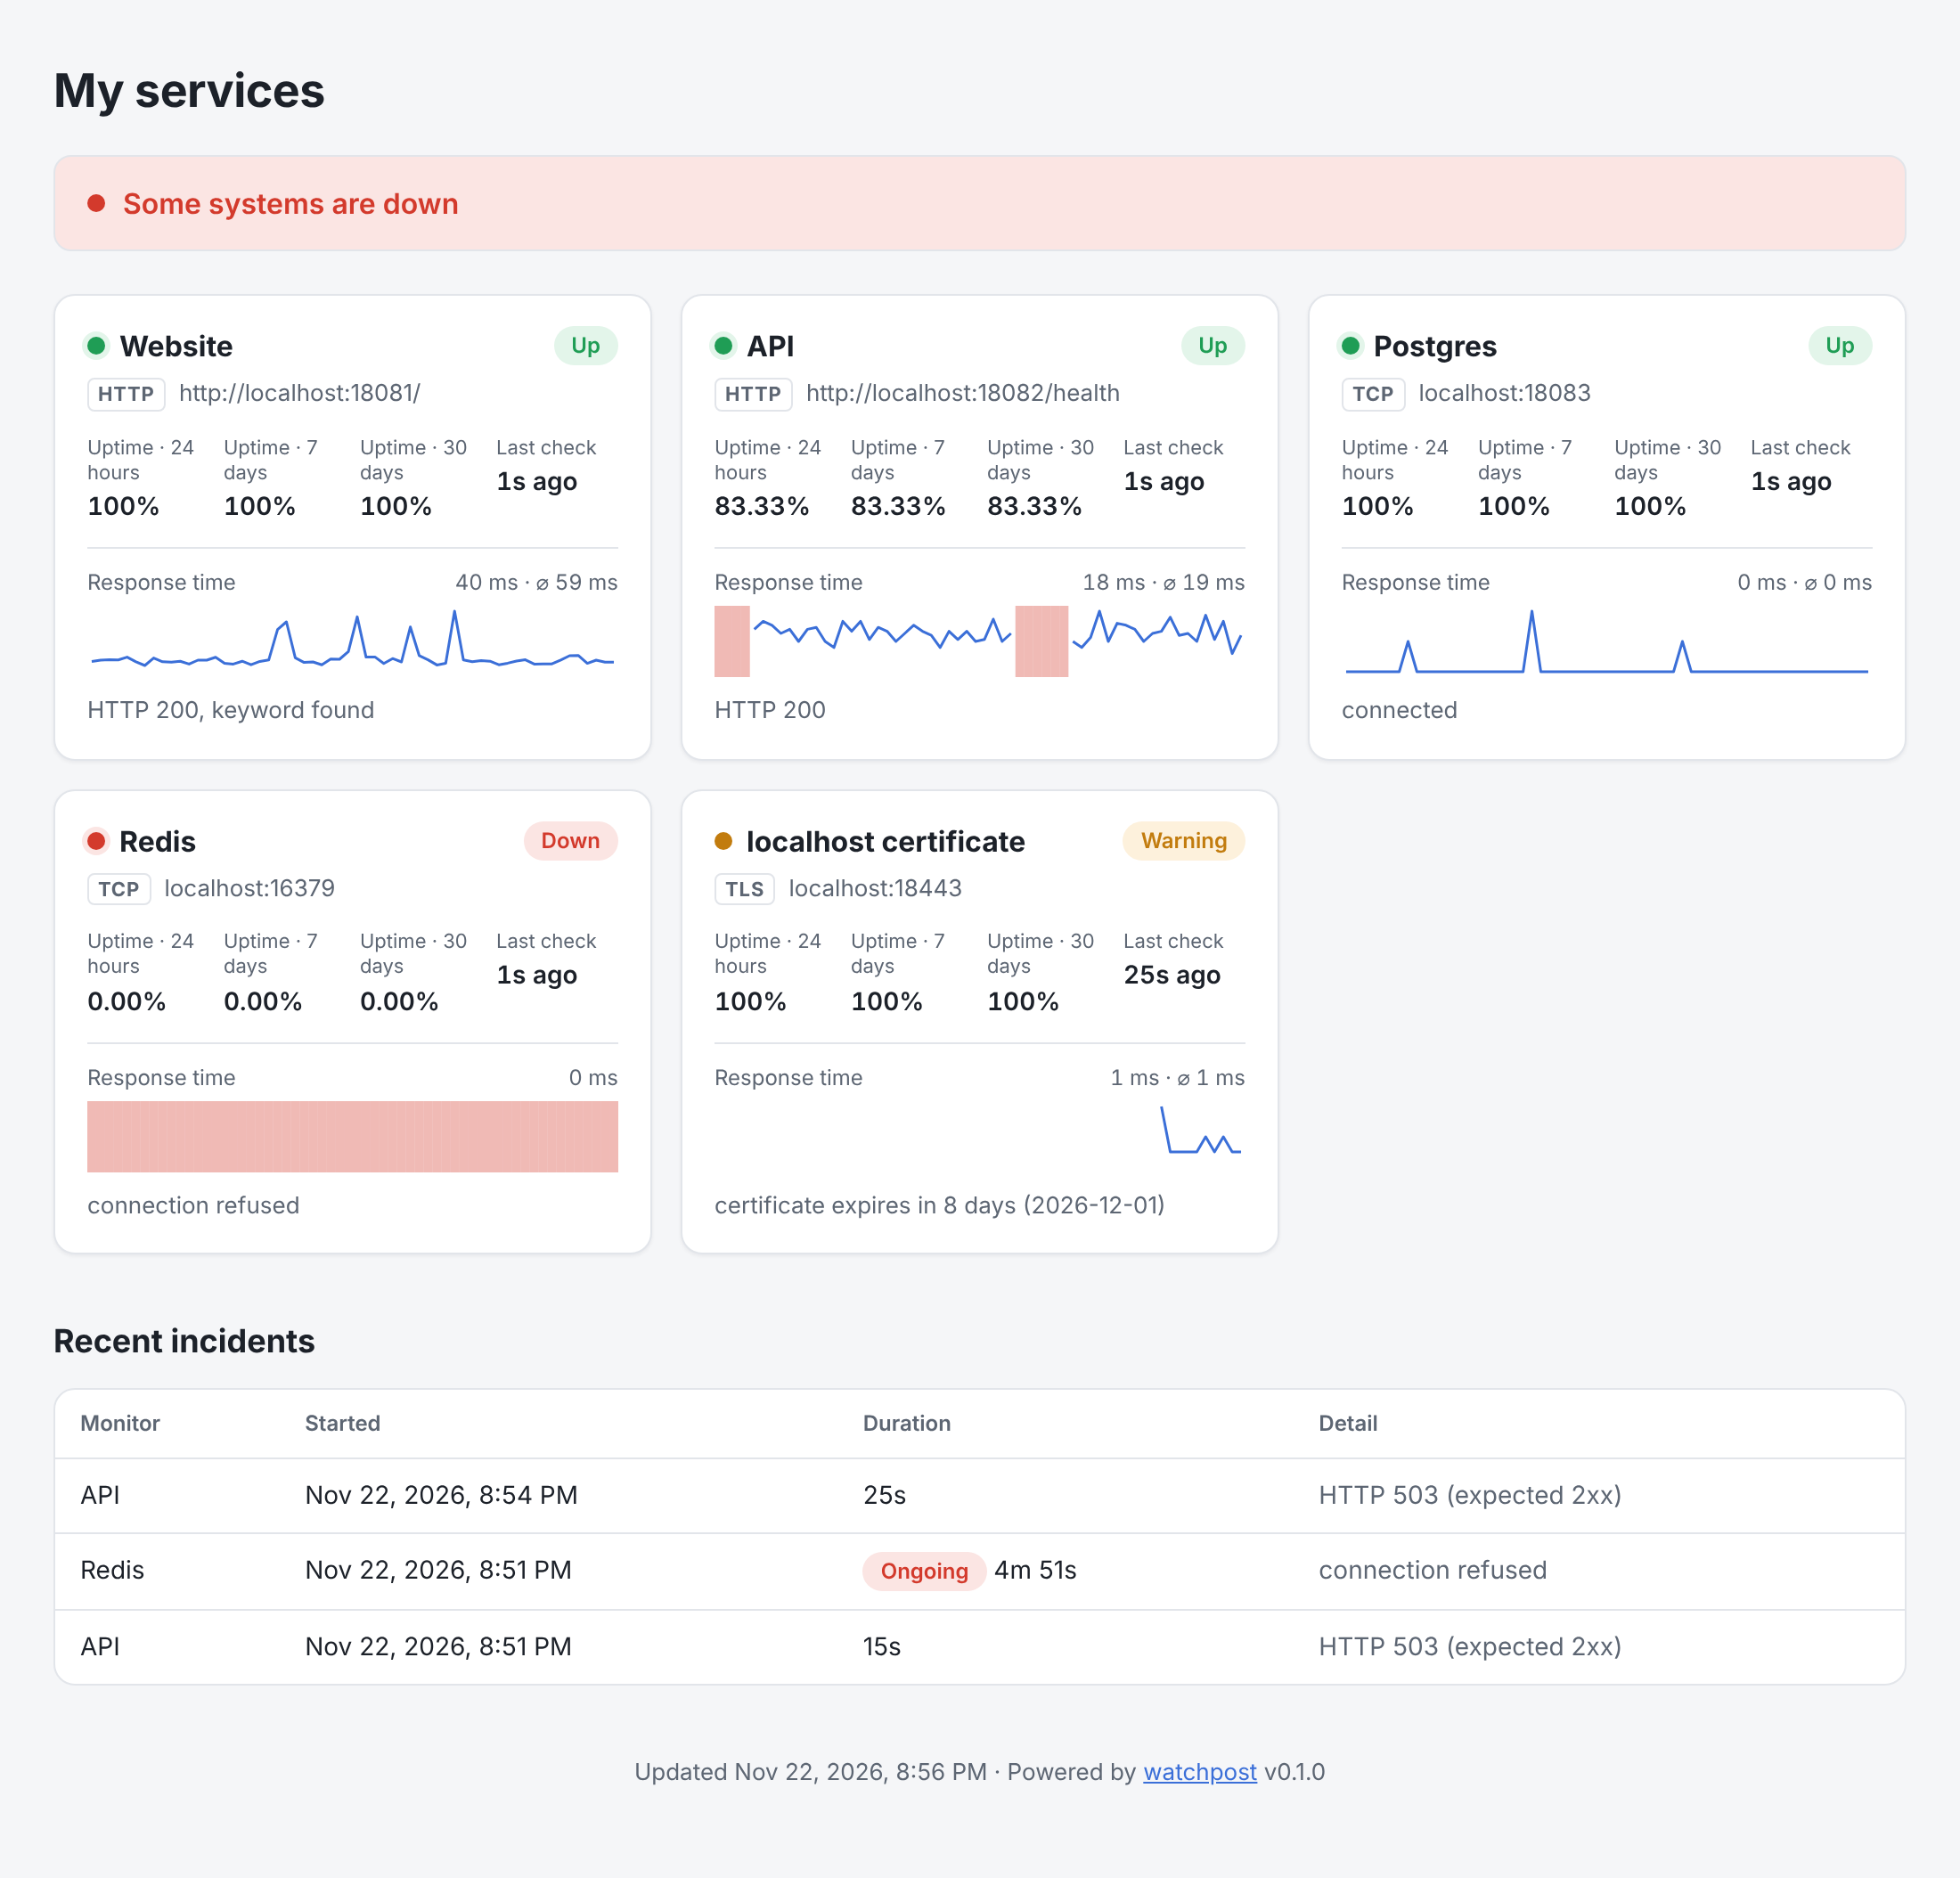 My services
Some systems are down
Website
Up
HTTP http://localhost:18081/
Uptime · 24 hours
100%
Uptime · 7 days
100%
Uptime · 30 days
100%
Last check
1s ago
Response time
40 ms · ⌀ 59 ms
HTTP 200, keyword found
API
Up
HTTP http://localhost:18082/health
Uptime · 24 hours
83.33%
Uptime · 7 days
83.33%
Uptime · 30 days
83.33%
Last check
1s ago
Response time
18 ms · ⌀ 19 ms
HTTP 200
Postgres
Up
TCP localhost:18083
Uptime · 24 hours
100%
Uptime · 7 days
100%
Uptime · 30 days
100%
Last check
1s ago
Response time
0 ms · ⌀ 0 ms
connected
Redis
Down
TCP localhost:16379
Uptime · 24 hours
0.00%
Uptime · 7 days
0.00%
Uptime · 30 days
0.00%
Last check
1s ago
Response time
0 ms
connection refused
localhost certificate
Warning
TLS localhost:18443
Uptime · 24 hours
100%
Uptime · 7 days
100%
Uptime · 30 days
100%
Last check
25s ago
Response time
1 ms · ⌀ 1 ms
certificate expires in 8 days (2026-12-01)
Recent incidents
Monitor Started Duration Detail
API Nov 22, 2026, 8:54 PM 25s HTTP 503 (expected 2xx)
Redis Nov 22, 2026, 8:51 PM Ongoing 4m 51s connection refused
API Nov 22, 2026, 8:51 PM 15s HTTP 503 (expected 2xx)
Updated Nov 22, 2026, 8:56 PM · Powered by watchpost v0.1.0